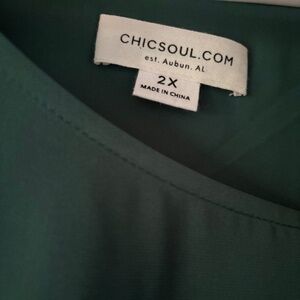 CHICSOUL.COM
est. Aubun, AL
2X
MADE IN CHINA